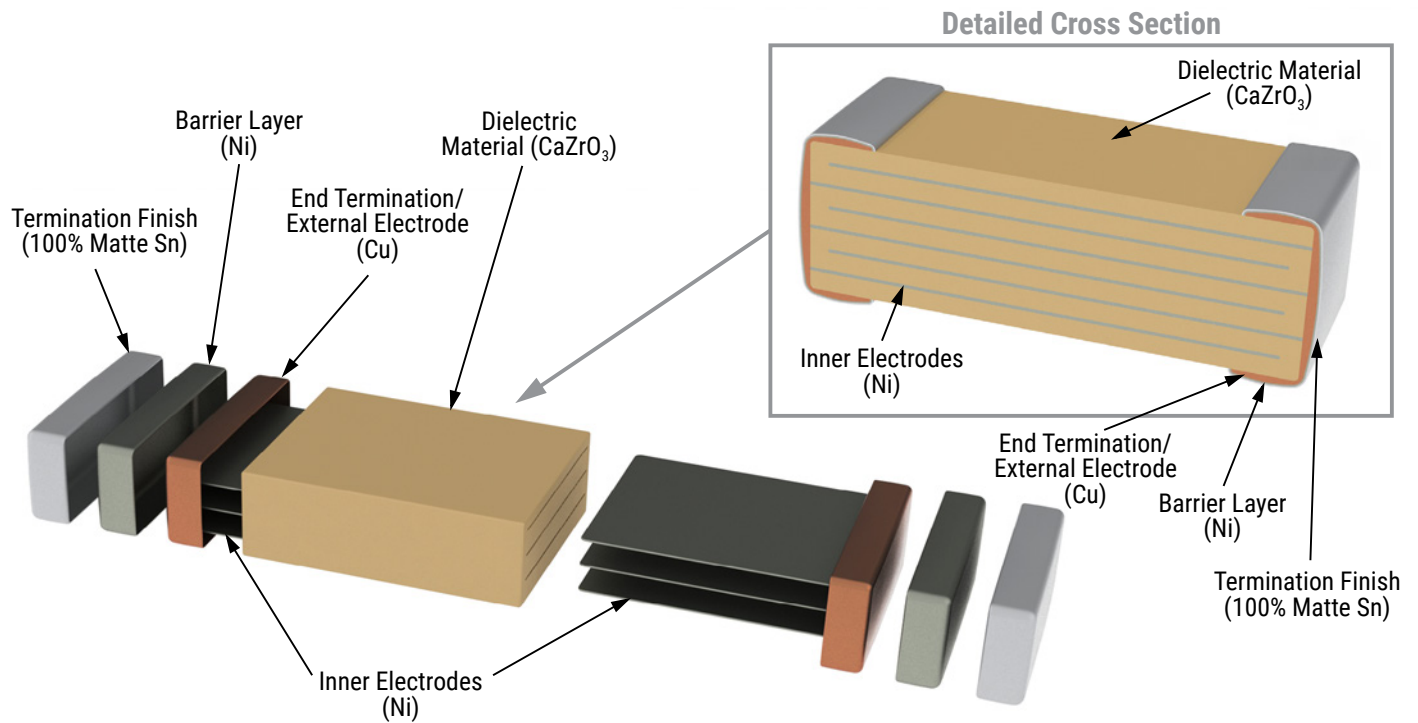 Detailed Cross Section
Dielectric Material
(CaZrO₃)
Barrier Layer
(Ni)
Dielectric
Material (CaZrO₃)
End Termination/
External Electrode
(Cu)
Termination Finish
(100% Matte Sn)
Inner Electrodes
(Ni)
End Termination/
External Electrode
(Cu)
Barrier Layer
(Ni)
Termination Finish
(100% Matte Sn)
Inner Electrodes
(Ni)